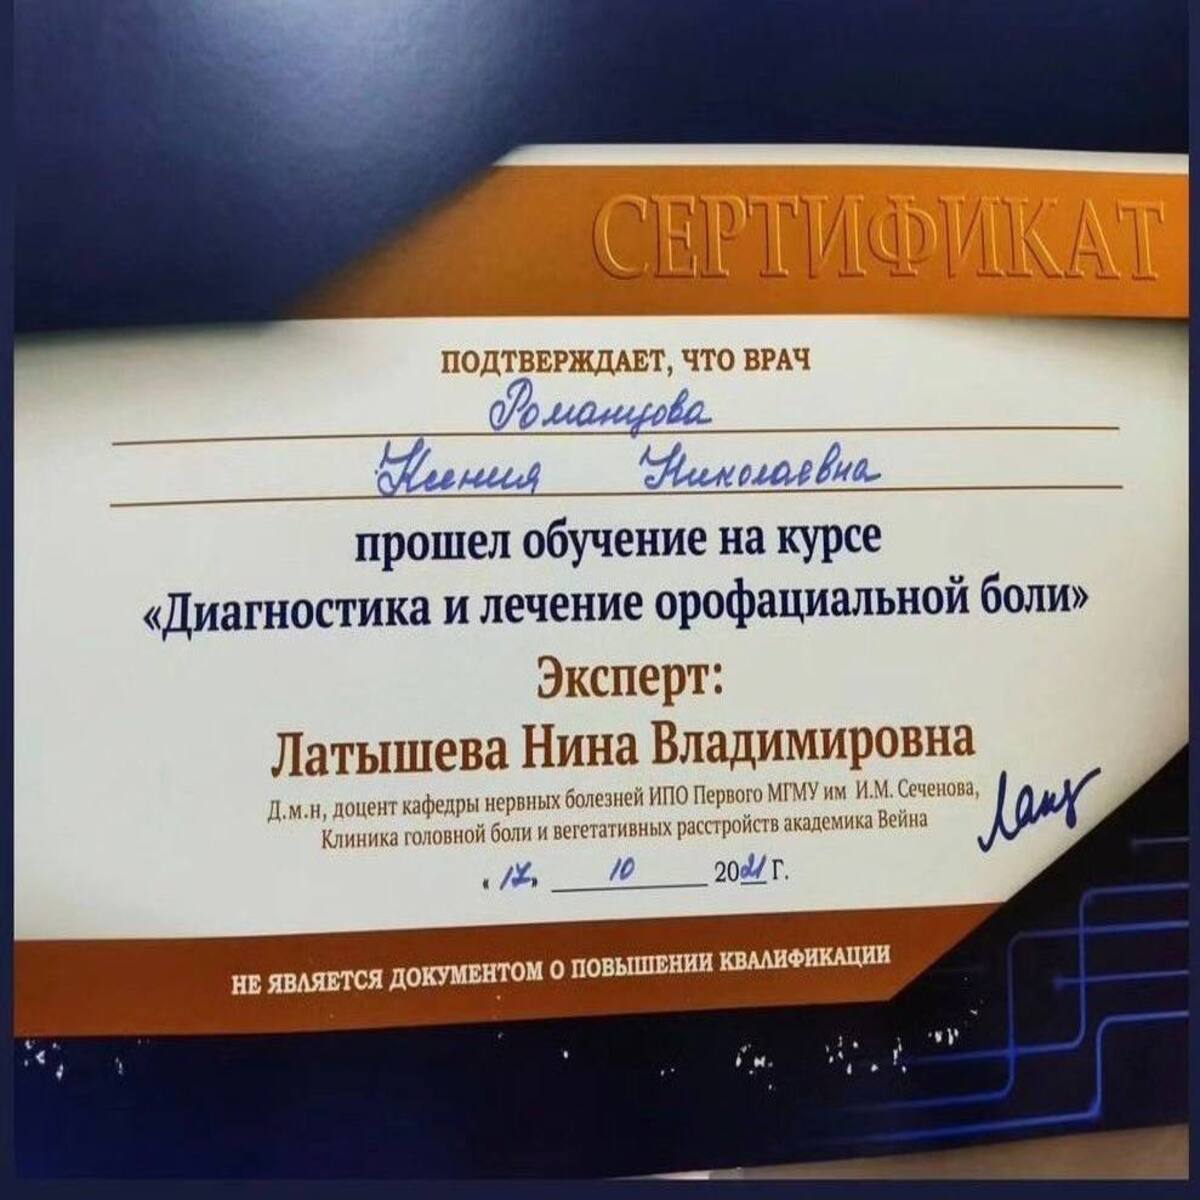 СЕРТИФИКАТ
ПОДТВЕРЖДАЕТ, ЧТО ВРАЧ
Романцова
Ксения Николаевна
прошел обучение на курсе
«Диагностика и лечение орофациальной боли»
Эксперт:
Латышева Нина Владимировна
Д.м.н, доцент кафедры нервных болезней ИПО Первого МГМУ им И.М. Сеченова,
Клиника головной боли и вегетативных расстройств академика Вейна
« 17» 10 2021 Г.
НЕ ЯВЛЯЕТСЯ ДОКУМЕНТОМ О ПОВЫШЕНИИ КВАЛИФИКАЦИИ